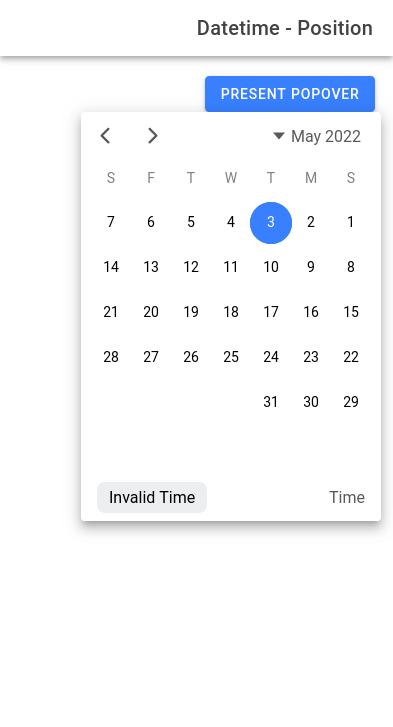 Datetime - Position
PRESENT POPOVER
May 2022
S F T W T M S
7 6 5 4 3 2 1
14 13 12 11 10 9 8
21 20 19 18 17 16 15
28 27 26 25 24 23 22
31 30 29
Invalid Time Time